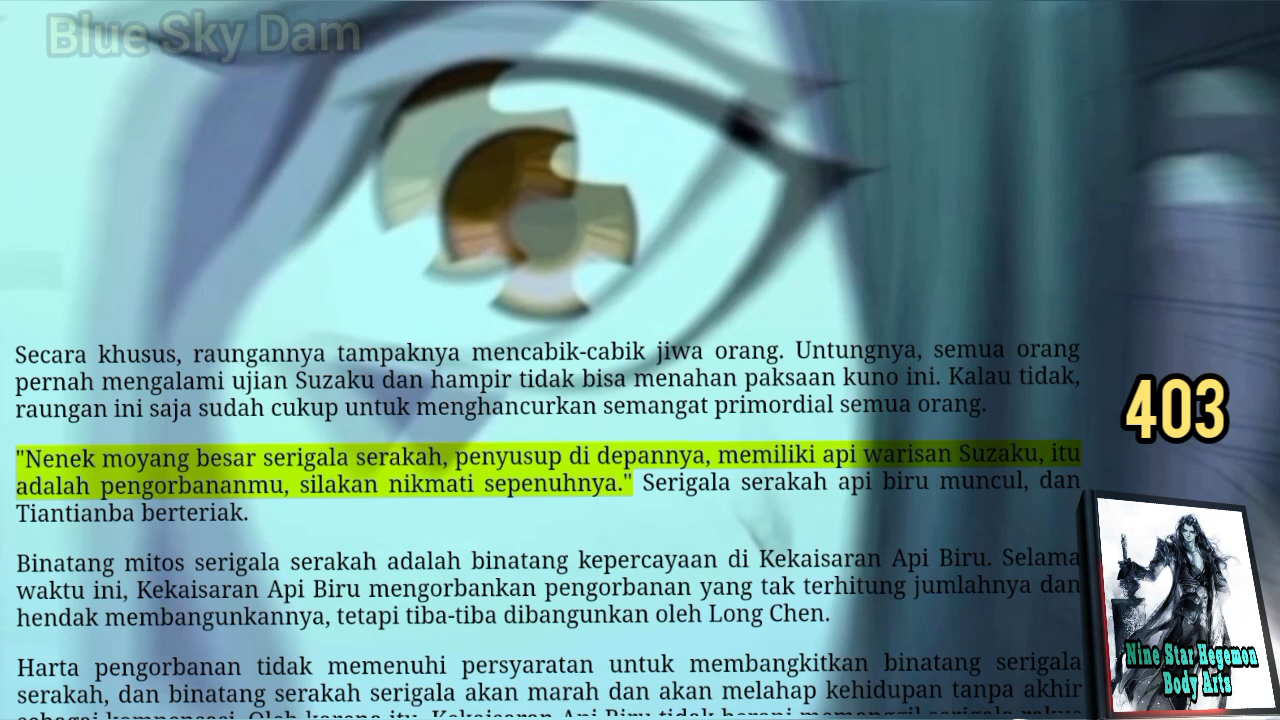 Blue Sky Dam
Secara khusus, raungannya tampaknya mencabik-cabik jiwa orang. Untungnya, semua orang
pernah mengalami ujian Suzaku dan hampir tidak bisa menahan paksaan kuno ini. Kalau tidak,
raungan ini saja sudah cukup untuk menghancurkan semangat primordial semua orang.
"Nenek moyang besar serigala serakah, penyusup di depannya, memiliki api warisan Suzaku, itu
adalah pengorbananmu, silakan nikmati sepenuhnya." Serigala serakah api biru muncul, dan
Tiantianba berteriak.
Binatang mitos serigala serakah adalah binatang kepercayaan di Kekaisaran Api Biru. Selama
waktu ini, Kekaisaran Api Biru mengorbankan pengorbanan yang tak terhitung jumlahnya dan
hendak membangunkannya, tetapi tiba-tiba dibangunkan oleh Long Chen.
Harta pengorbanan tidak memenuhi persyaratan untuk membangkitkan binatang serigala
serakah, dan binatang serakah serigala akan marah dan akan melahap kehidupan tanpa akhir
403
Nine Star Hegemon
Body Arts